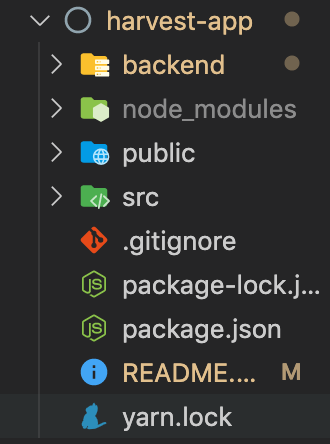 harvest-app
backend
node_modules
public
src
.gitignore
package-lock.j...
package.json
README.... M
yarn.lock